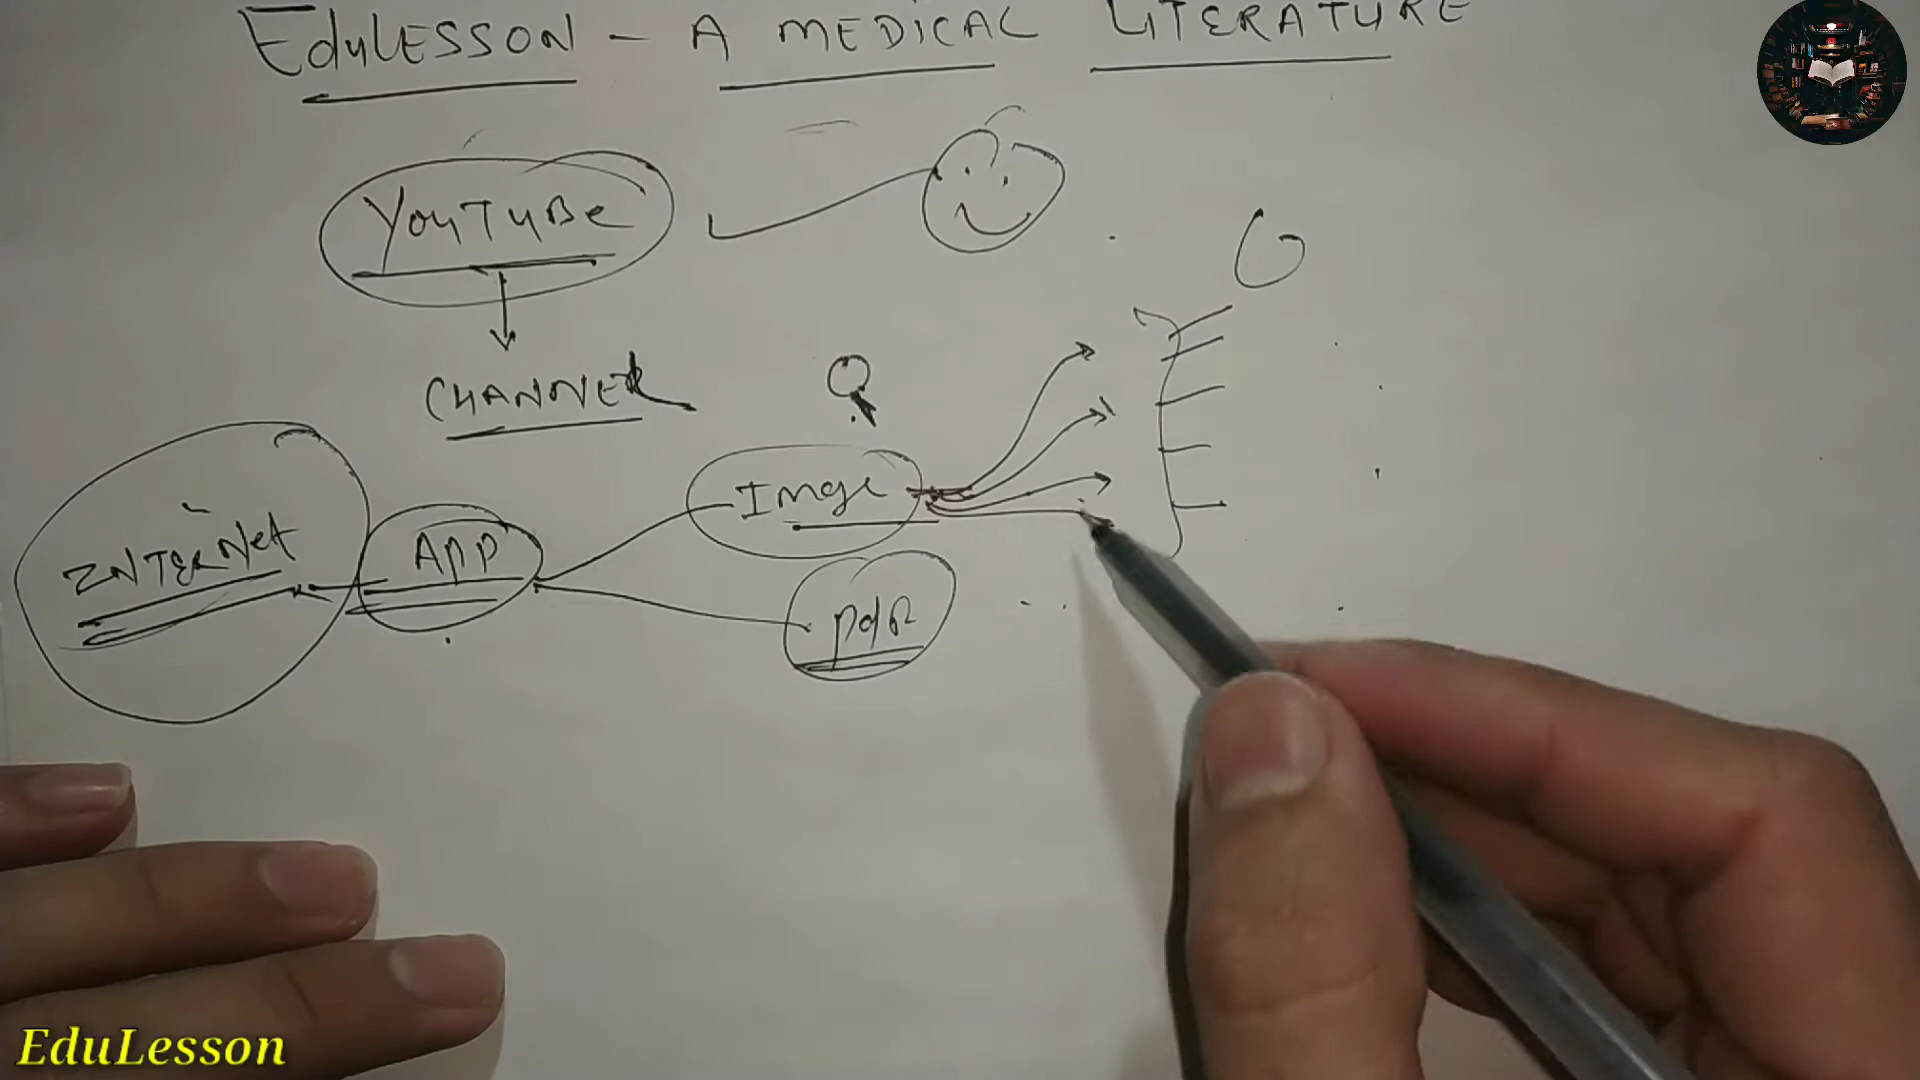 EduLESSON - A MEDICAL LITERATURE
YouTube
CHANNEL
Image
INTERNet
App
pdf
EduLesson